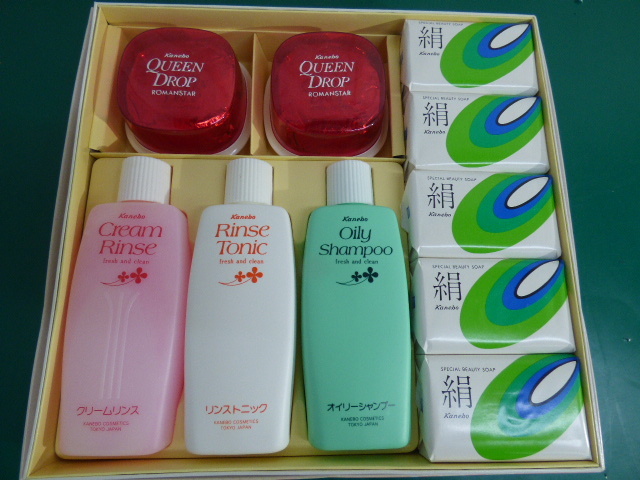 Kanebo
QUEEN
DROP
ROMANSTAR
Kanebo
QUEEN
DROP
ROMANSTAR
Kanebo
Cream
Rinse
fresh and clean
クリームリンス
KANEBO COSMETICS
TOKYO JAPAN
Kanebo
Rinse
Tonic
fresh and clean
リンストニック
KANEBO COSMETICS
TOKYO JAPAN
Kanebo
Oily
Shampoo
fresh and clean
オイリーシャンプー
KANEBO COSMETICS
TOKYO JAPAN
SPECIAL BEAUTY SOAP
絹
Kanebo
SPECIAL BEAUTY SOAP
絹
Kanebo
SPECIAL BEAUTY SOAP
絹
Kanebo
SPECIAL BEAUTY SOAP
絹
Kanebo
SPECIAL BEAUTY SOAP
絹
Kanebo